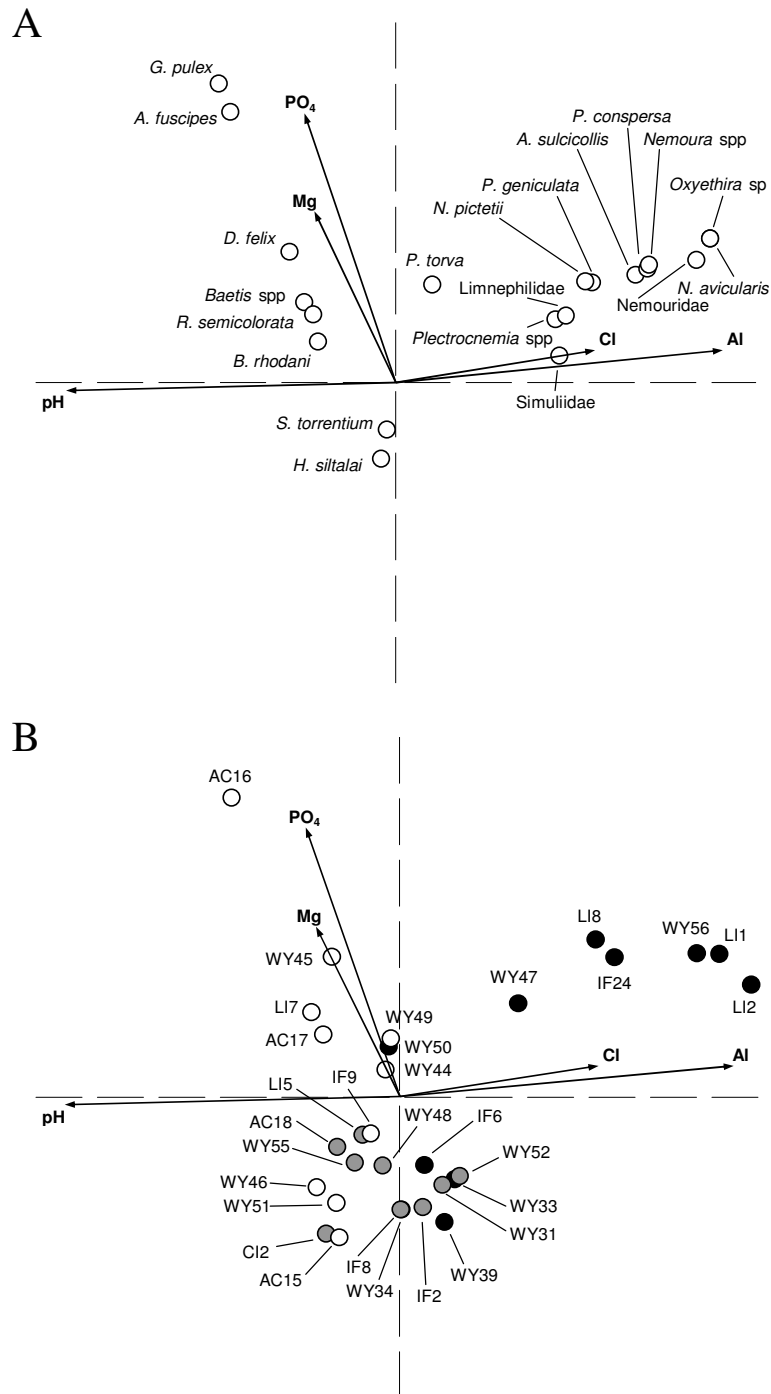 A
G. pulex
PO₄
A. fuscipes
P. conspersa
A. sulcicollis
Nemoura spp
Mg
P. geniculata
Oxyethira sp
N. pictetii
D. felix
P. torva
Limnephilidae
N. avicularis
Nemouridae
Baetis spp
R. semicolorata
Plectrocnemia spp
Cl
Al
B. rhodani
pH
Simuliidae
S. torrentium
H. siltalai
B
AC16
PO₄
Mg
LI8
WY56
LI1
WY45
IF24
LI2
WY47
LI7
WY49
AC17
WY50
WY44
Cl
Al
IF9
LI5
pH
AC18
WY48
IF6
WY55
WY52
WY46
WY33
WY51
WY31
CI2
IF8
AC15
WY34
IF2
WY39